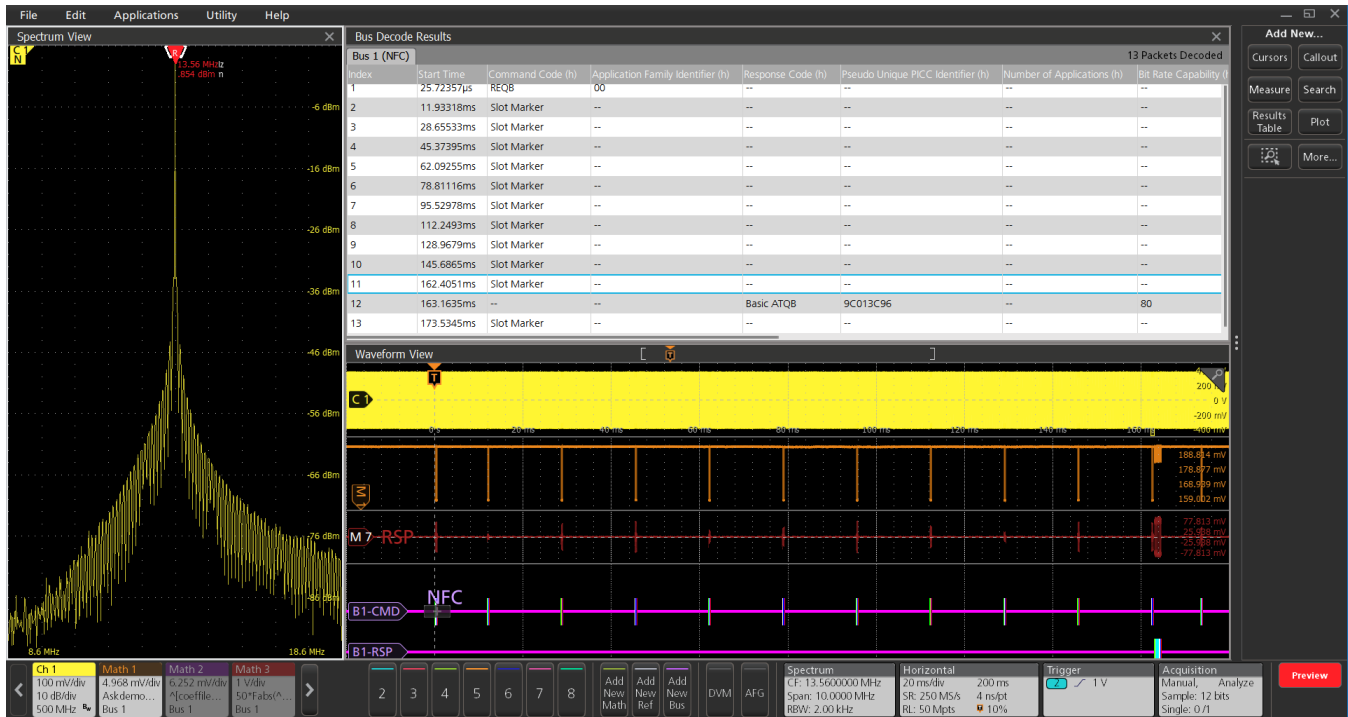 File Edit Applications Utility Help
Spectrum View
C 1
N
R
13.56 MHz
.854 dBm
-6 dBm
-16 dBm
-26 dBm
-36 dBm
-46 dBm
-56 dBm
-66 dBm
-76 dBm
-86 dBm
8.6 MHz 18.6 MHz
Bus Decode Results
Bus 1 (NFC) 13 Packets Decoded
Index Start Time Command Code (h) Application Family Identifier (h) Response Code (h) Pseudo Unique PICC Identifier (h) Number of Applications (h) Bit Rate Capability (
1 25.72357µs REQB 00 -- -- -- --
2 11.93318ms Slot Marker -- -- -- -- --
3 28.65533ms Slot Marker -- -- -- -- --
4 45.37395ms Slot Marker -- -- -- -- --
5 62.09255ms Slot Marker -- -- -- -- --
6 78.81116ms Slot Marker -- -- -- -- --
7 95.52978ms Slot Marker -- -- -- -- --
8 112.2493ms Slot Marker -- -- -- -- --
9 128.9679ms Slot Marker -- -- -- -- --
10 145.6865ms Slot Marker -- -- -- -- --
11 162.4051ms Slot Marker -- -- -- -- --
12 163.1635ms -- -- Basic ATQB 9C013C96 -- 80
13 173.5345ms Slot Marker -- -- -- -- --
Waveform View
T
T
C 1
200
0 V
-200 mV
-400 mV
0 s 20 ms 40 ms 60 ms 80 ms 100 ms 120 ms 140 ms 160 ms
M
188.814 mV
178.877 mV
168.939 mV
159.002 mV
M 7 RSP
77.813 mV
-77.813 mV
NFC
B1-CMD
B1-RSP
Add New...
Cursors Callout
Measure Search
Results Table Plot
More...
Ch 1
100 mV/div
10 dB/div
500 MHz Bw
Math 1
4.968 mV/div
Askdemo...
Bus 1
Math 2
6.252 mV/div
^[coeffile...
Bus 1
Math 3
1 V/div
50*Fabs(^...
Bus 1
2 3 4 5 6 7 8
Add New Math
Add New Ref
Add New Bus
DVM AFG
Spectrum
CF: 13.5600000 MHz
Span: 10.0000 MHz
RBW: 2.00 kHz
Horizontal
20 ms/div 200 ms
SR: 250 MS/s 4 ns/pt
RL: 50 Mpts 10%
Trigger
2 1 V
Acquisition
Manual, Analyze
Sample: 12 bits
Single: 0 /1
Preview